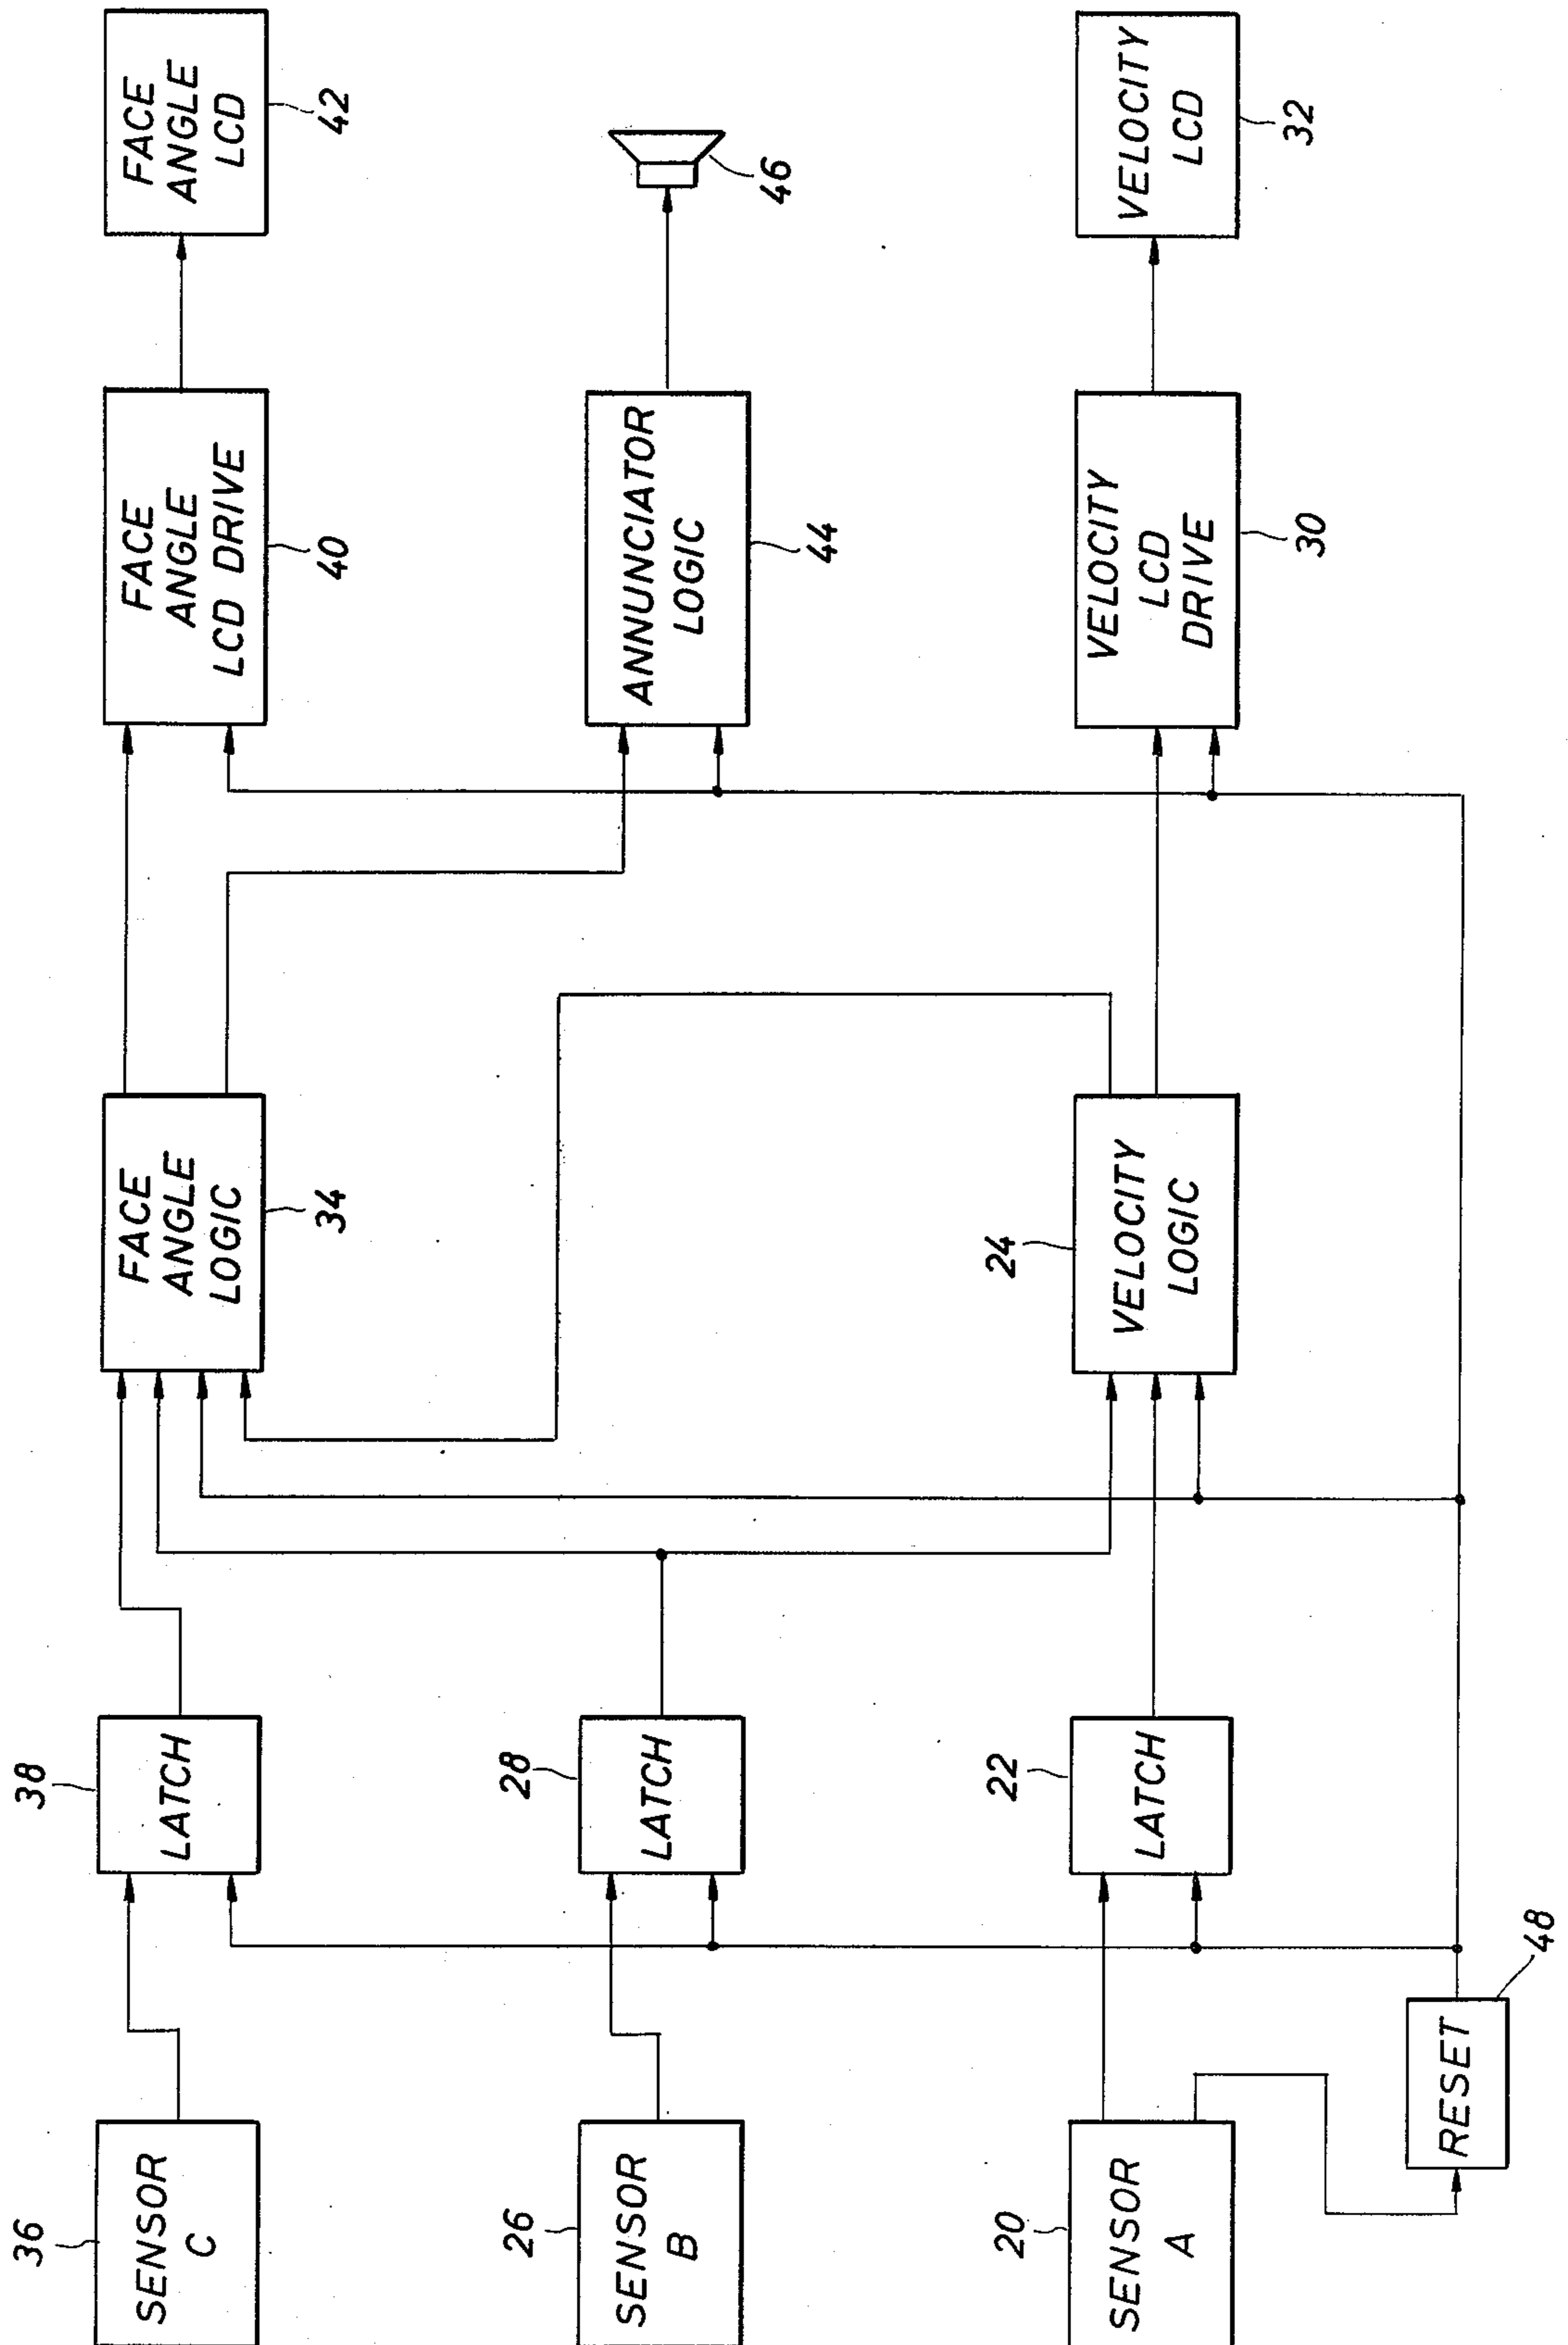 SENSOR
C
36
LATCH
38
FACE
ANGLE
LOGIC
34
FACE
ANGLE
LCD DRIVE
40
FACE
ANGLE
LCD
42
SENSOR
B
26
LATCH
28
ANNUNCIATOR
LOGIC
44
46
SENSOR
A
20
LATCH
22
VELOCITY
LOGIC
24
VELOCITY
LCD
DRIVE
30
VELOCITY
LCD
32
RESET
48